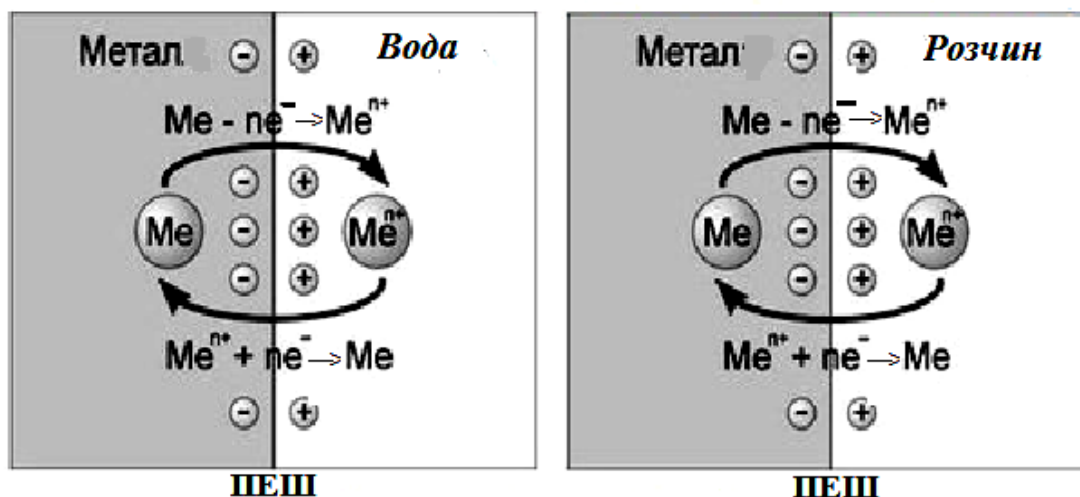 Метал
Вода
Me - ne⁻→Meⁿ⁺
Me
Meⁿ⁺
Meⁿ⁺ + ne⁻→Me
ПЕШ
Метал
Розчин
Me - ne⁻→Meⁿ⁺
Me
Meⁿ⁺
Meⁿ⁺ + ne⁻→Me
ПЕШ